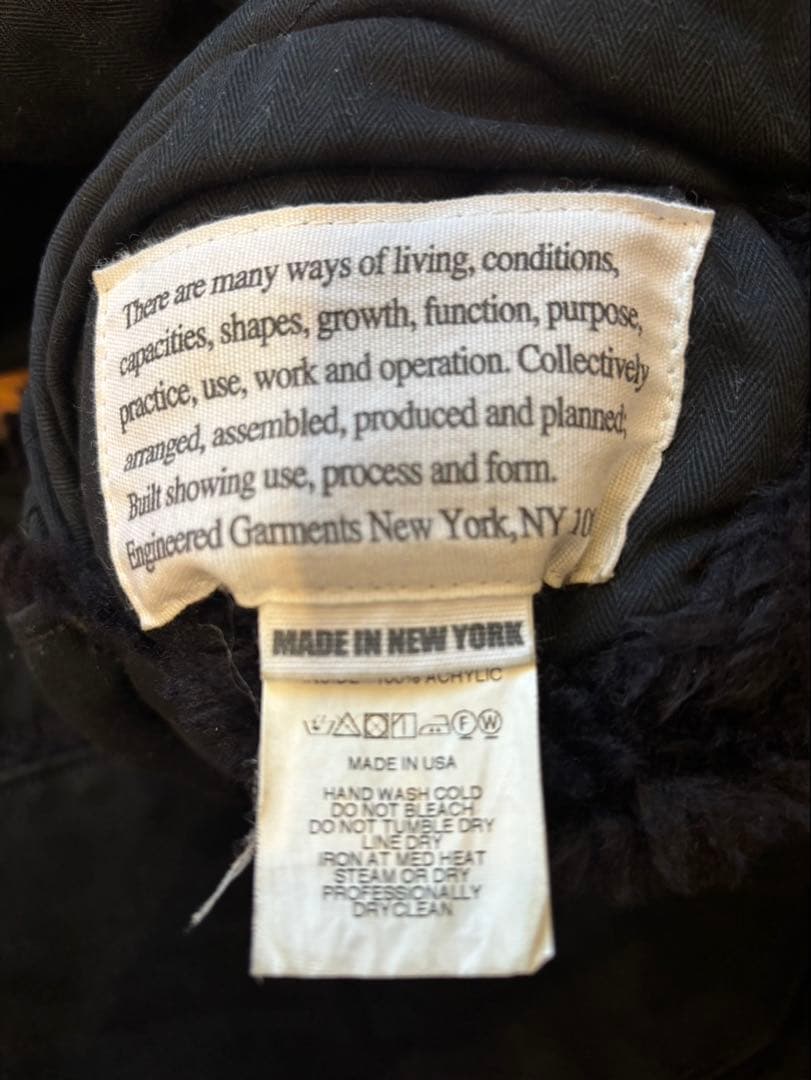 There are many ways of living, conditions,
capacities, shapes, growth, function, purpose,
practice, use, work and operation. Collectively
arranged, assembled, produced and planned;
Built showing use, process and form.
Engineered Garments New York, NY 10
MADE IN NEW YORK
100% ACRYLIC
F W
MADE IN USA
HAND WASH COLD
DO NOT BLEACH
DO NOT TUMBLE DRY
LINE DRY
IRON AT MED HEAT
STEAM OR DRY
PROFESSIONALLY
DRYCLEAN